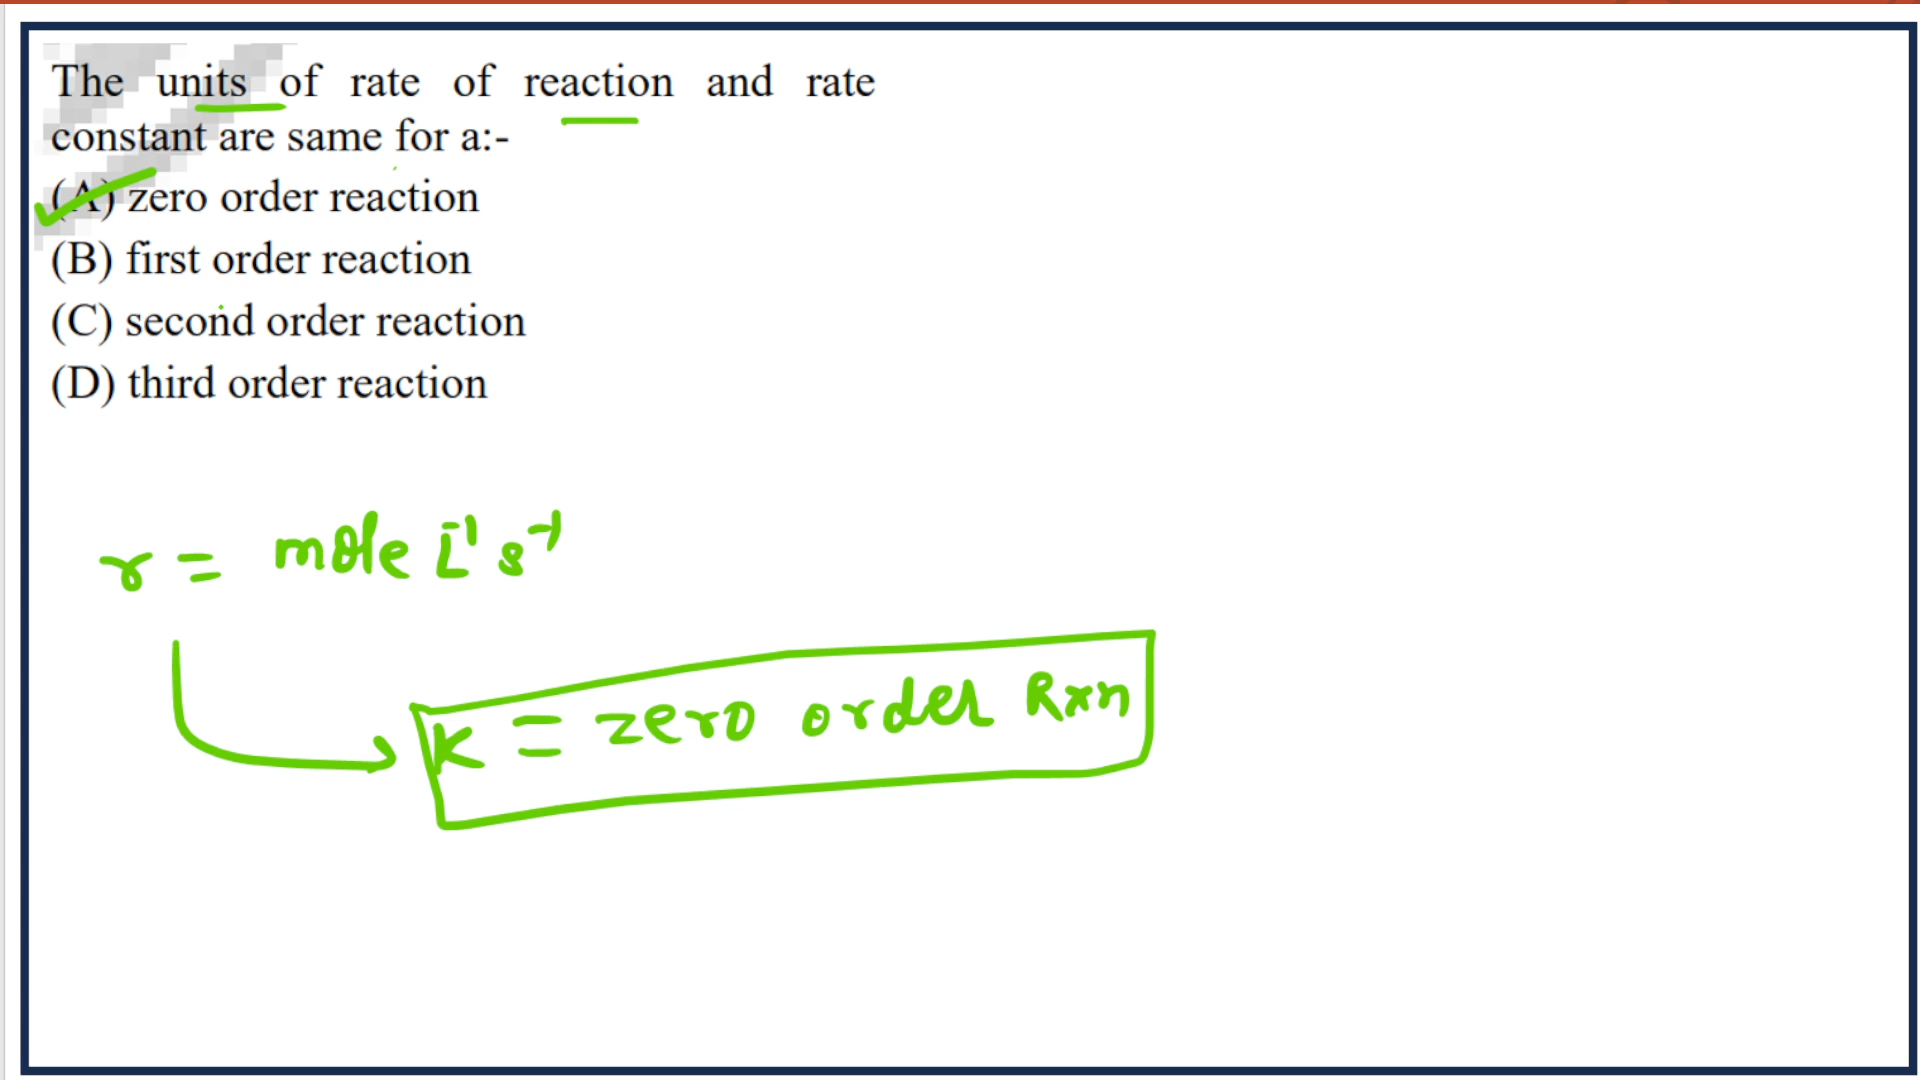 The units of rate of reaction and rate
constant are same for a:-
(A) zero order reaction
(B) first order reaction
(C) second order reaction
(D) third order reaction
r = mole L⁻¹ s⁻¹
K = zero order Rxn